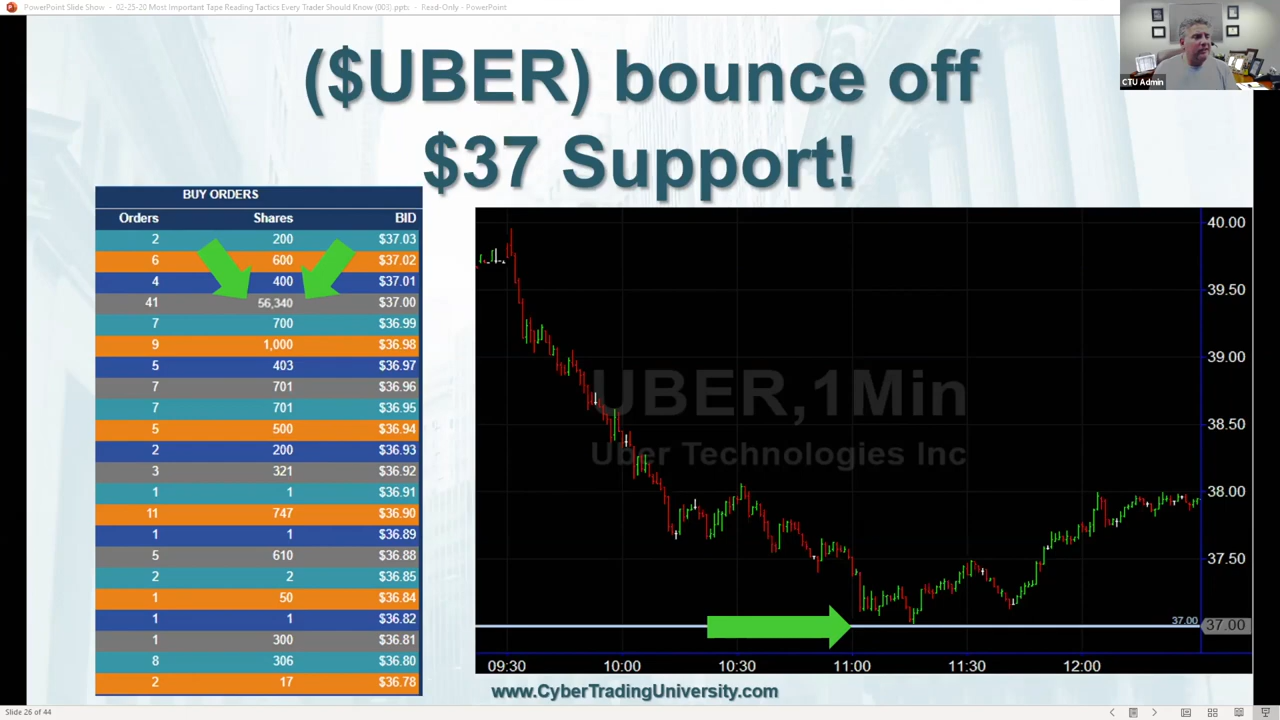 PowerPoint Slide Show - 02-25-20 Most Important Tape Reading Tactics Every Trader Should Know (00S) pptx - Read-Only - PowerPoint
CTU Admin
($UBER) bounce off
$37 Support!
BUY ORDERS
Orders Shares BID
2 200 $37.03
6 600 $37.02
4 400 $37.01
41 56,340 $37.00
7 700 $36.99
9 1,000 $36.98
5 403 $36.97
7 701 $36.96
7 701 $36.95
5 500 $36.94
2 200 $36.93
3 321 $36.92
1 1 $36.91
11 747 $36.90
1 1 $36.89
5 610 $36.88
2 2 $36.85
1 50 $36.84
1 1 $36.82
1 300 $36.81
8 306 $36.80
2 17 $36.78
UBER,1Min
Uber Technologies Inc
40.00
39.50
39.00
38.50
38.00
37.50
37.00
37.00
09:30 10:00 10:30 11:00 11:30 12:00
www.CyberTradingUniversity.com
Slide 26 of 44